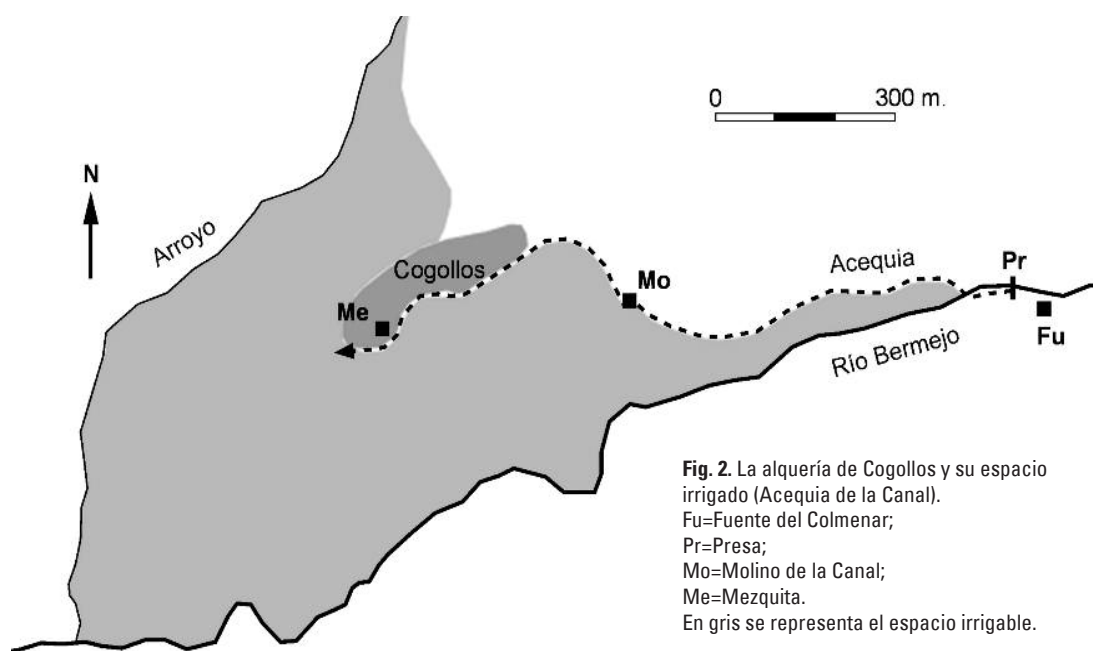 0 300 m.
N
Arroyo
Cogollos
Me
Mo
Acequia
Pr
Fu
Río Bermejo
Fig. 2. La alquería de Cogollos y su espacio
irrigado (Acequia de la Canal).
Fu=Fuente del Colmenar;
Pr=Presa;
Mo=Molino de la Canal;
Me=Mezquita.
En gris se representa el espacio irrigable.